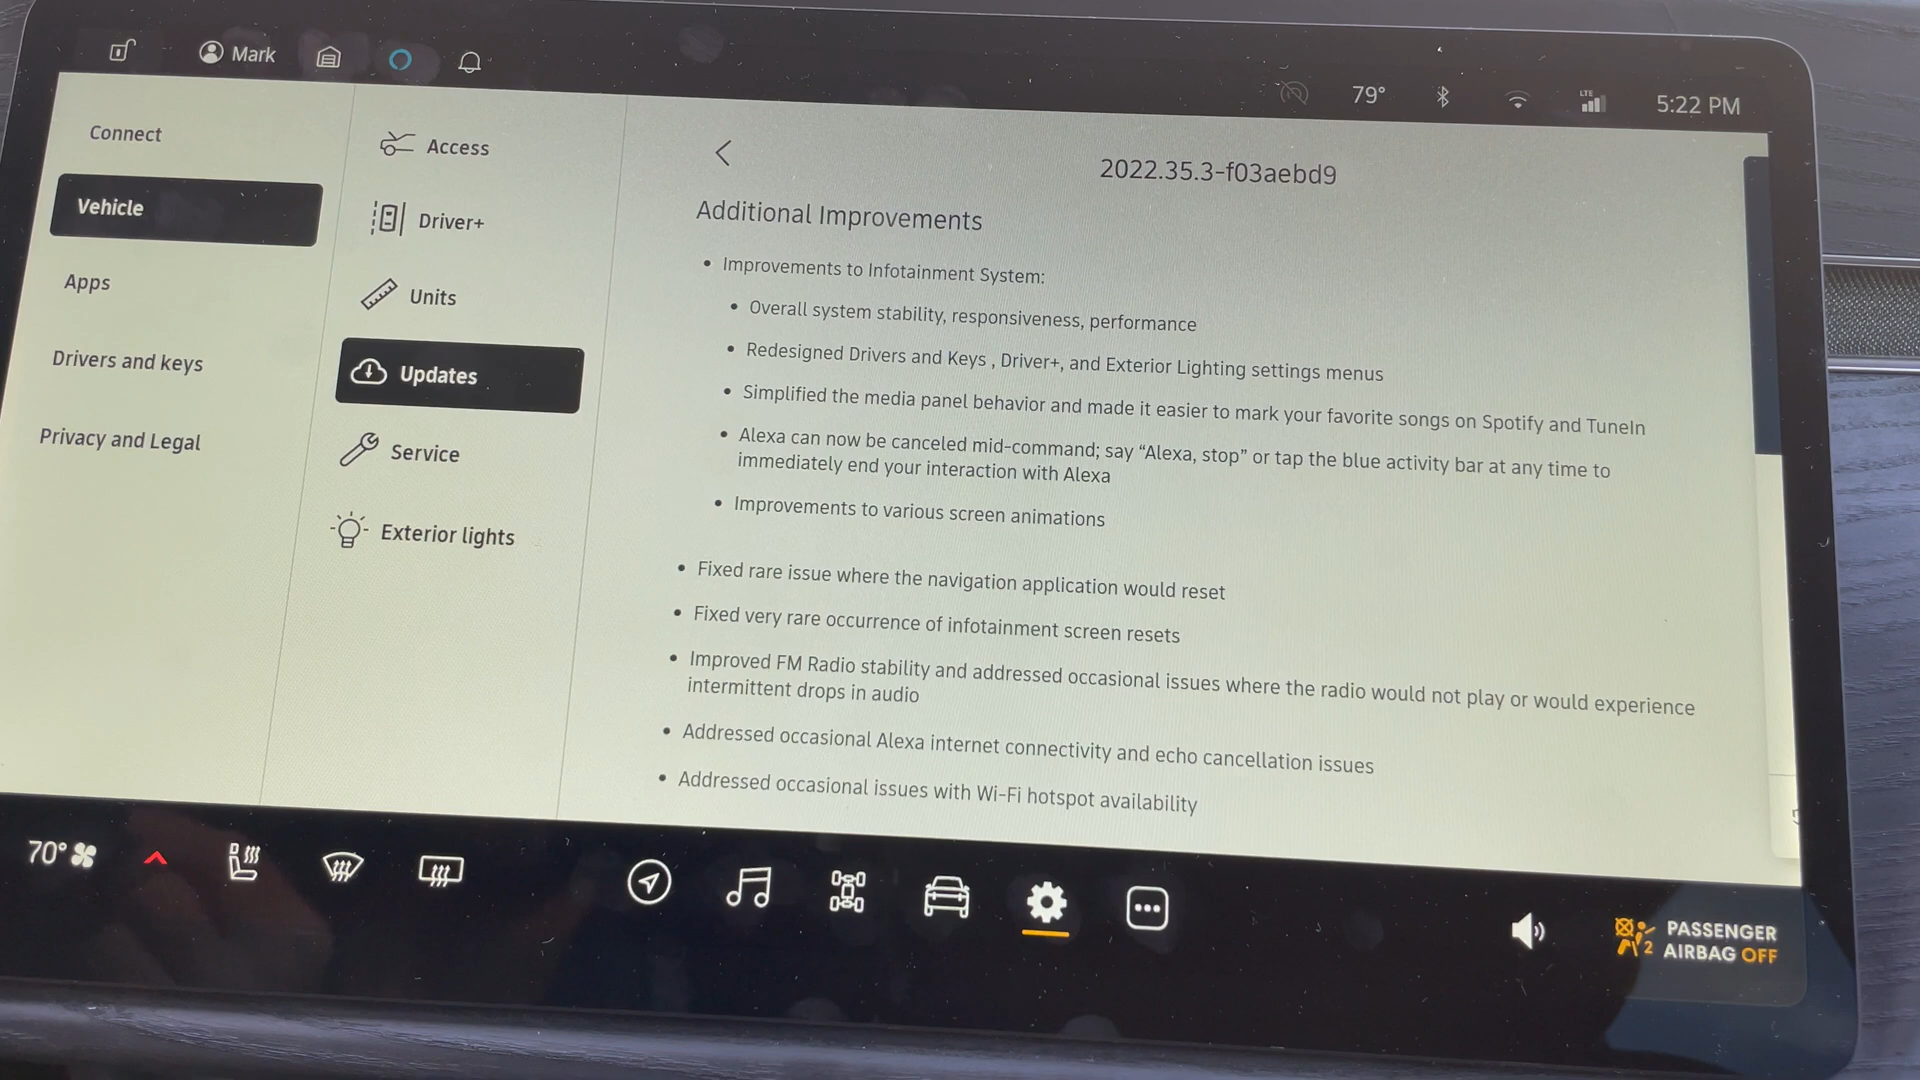 Mark
79°
LTE
5:22 PM
Connect
Vehicle
Apps
Drivers and keys
Privacy and Legal
Access
Driver+
Units
Updates
Service
Exterior lights
2022.35.3-f03aebd9
Additional Improvements
• Improvements to Infotainment System:
• Overall system stability, responsiveness, performance
• Redesigned Drivers and Keys , Driver+, and Exterior Lighting settings menus
• Simplified the media panel behavior and made it easier to mark your favorite songs on Spotify and TuneIn
• Alexa can now be canceled mid-command; say “Alexa, stop” or tap the blue activity bar at any time to
immediately end your interaction with Alexa
• Improvements to various screen animations
• Fixed rare issue where the navigation application would reset
• Fixed very rare occurrence of infotainment screen resets
• Improved FM Radio stability and addressed occasional issues where the radio would not play or would experience
intermittent drops in audio
• Addressed occasional Alexa internet connectivity and echo cancellation issues
• Addressed occasional issues with Wi-Fi hotspot availability
70°
2
PASSENGER
AIRBAG OFF